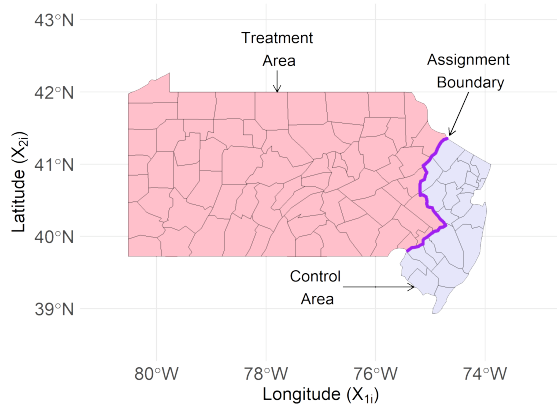 43°N
Treatment
Area
Assignment
Boundary
42°N
Latitude (X₂ᵢ)
41°N
40°N
Control
Area
39°N
80°W
78°W
76°W
74°W
Longitude (X₁ᵢ)